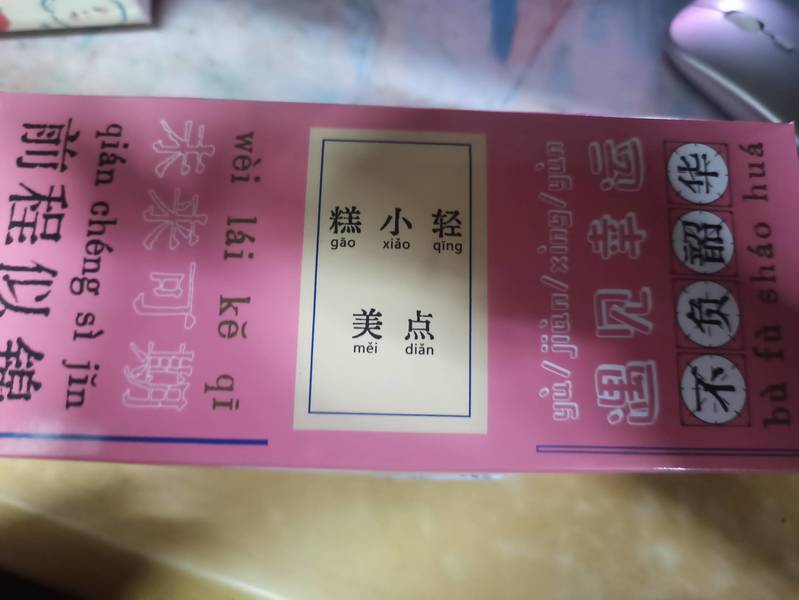 wèi lái kě qī
未来可期
qián chéng sì jǐn
前程似锦
糕 小 轻
gāo xiǎo qīng
美 点
měi diǎn
yù/jiàn/xìng/yùn
遇见幸运
不负韶华
bù fù sháo huá